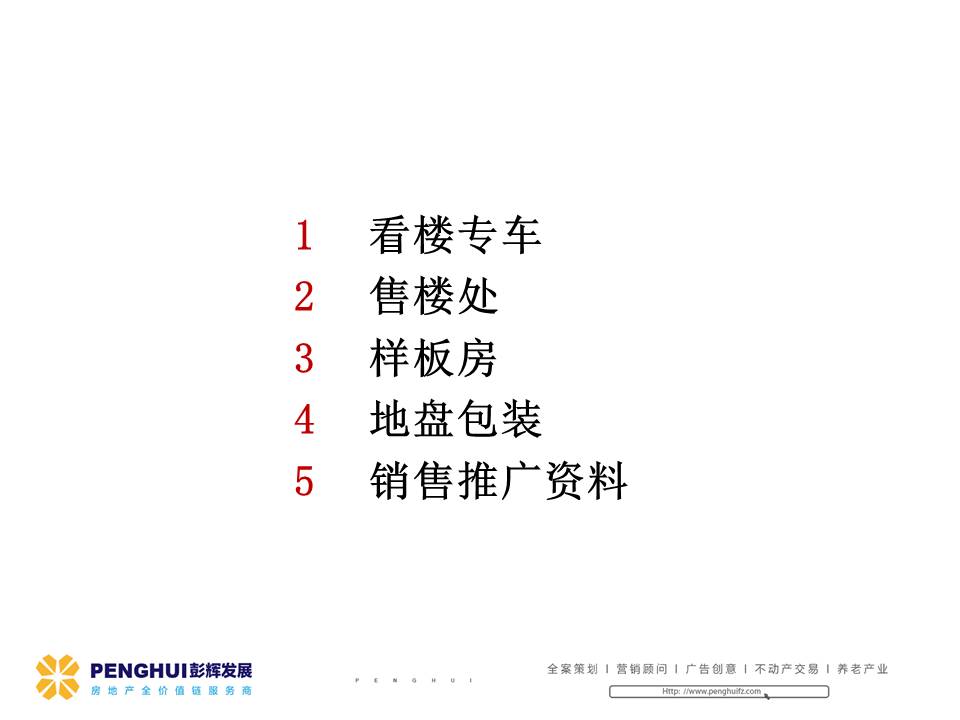 1 看楼专车
2 售楼处
3 样板房
4 地盘包装
5 销售推广资料
PENGHUI彭辉发展
房地产全价值链服务商
PENGHUI
全案策划 | 营销顾问 | 广告创意 | 不动产交易 | 养老产业
Http: //www.penghuifz.com